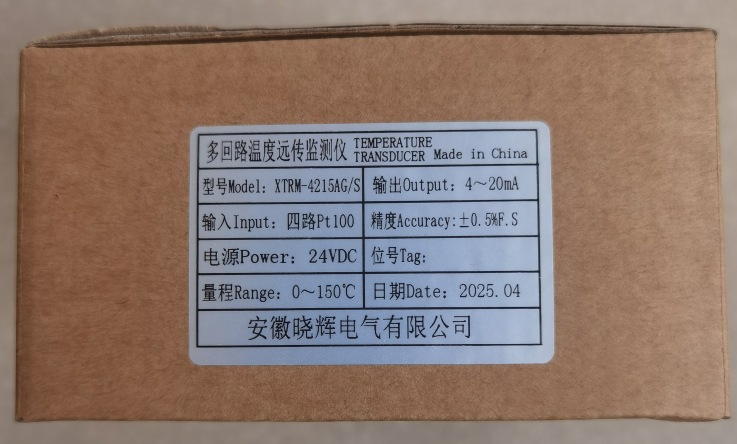 多回路温度远传监测仪 TEMPERATURE TRANSDUCER Made in China
型号Model: XTRM-4215AG/S 输出Output: 4～20mA
输入Input: 四路Pt100 精度Accuracy:±0.5%F.S
电源Power: 24VDC 位号Tag:
量程Range: 0～150℃ 日期Date: 2025.04
安徽晓辉电气有限公司